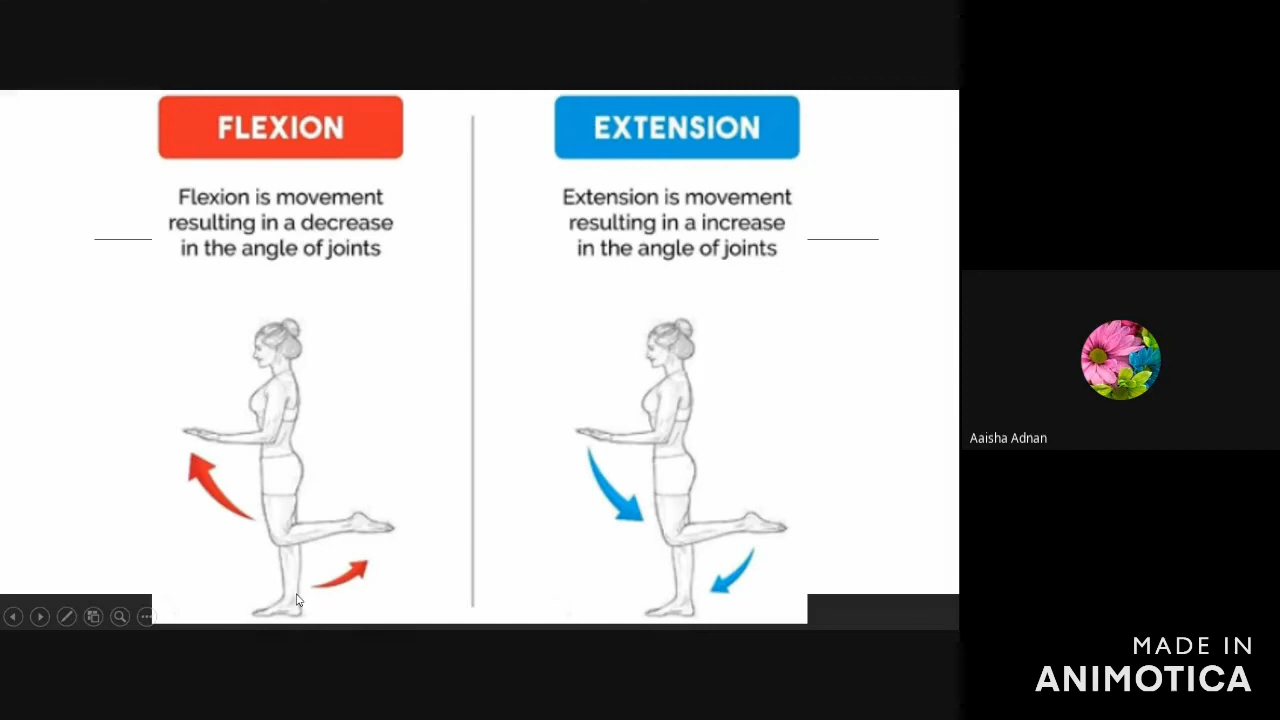 FLEXION
Flexion is movement
resulting in a decrease
in the angle of joints
EXTENSION
Extension is movement
resulting in a increase
in the angle of joints
Aaisha Adnan
MADE IN
ANIMOTICA